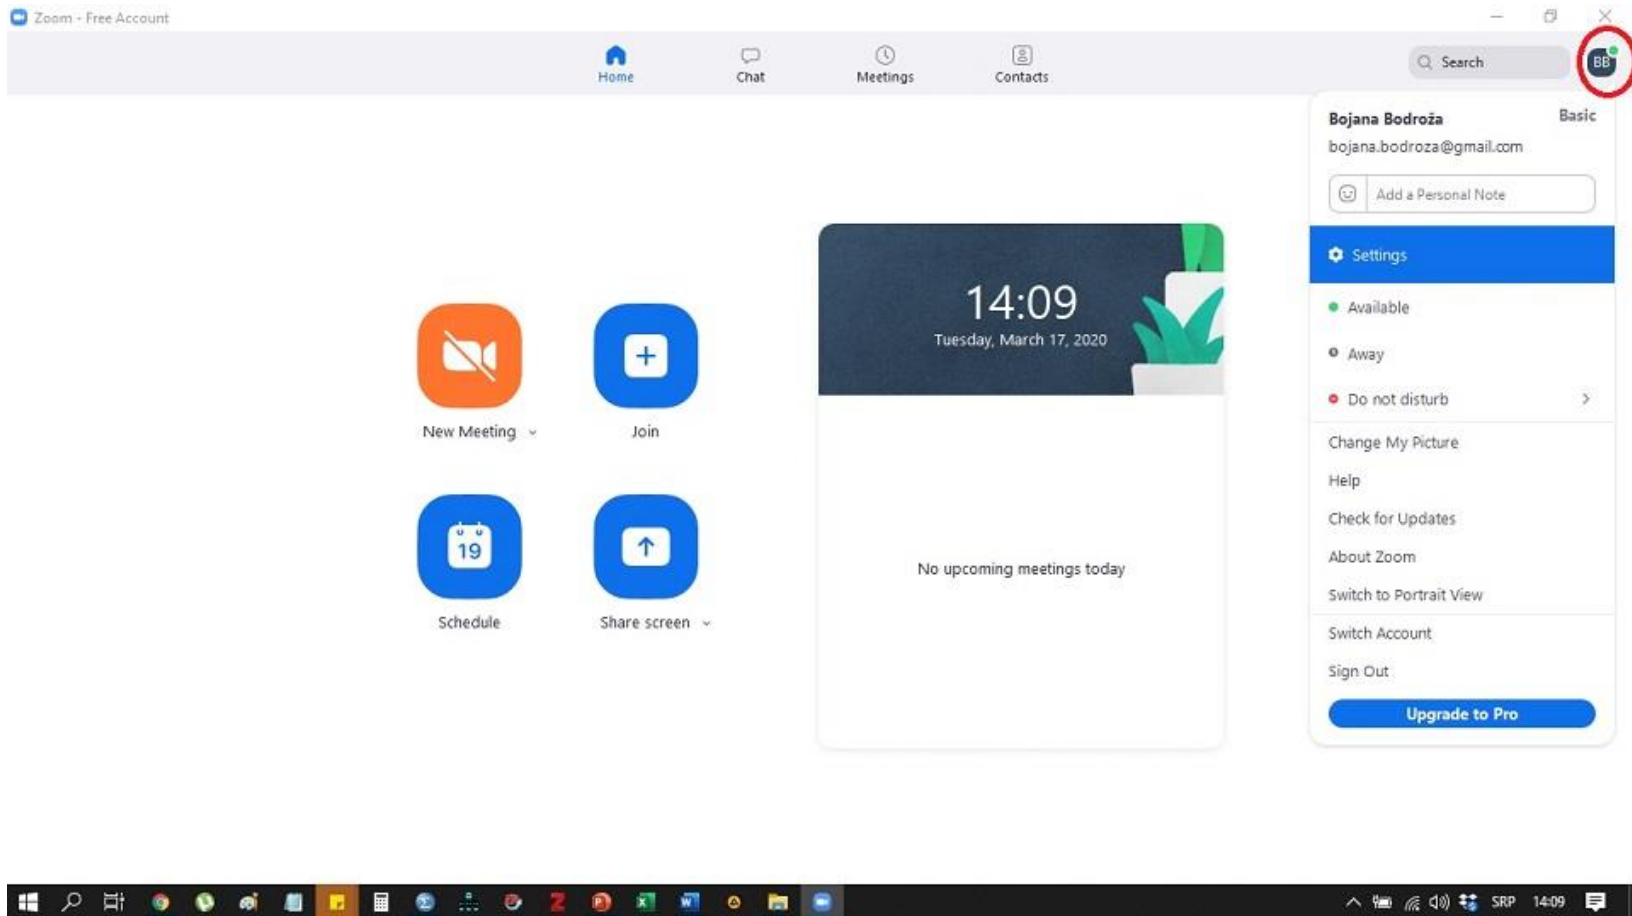 Zoom - Free Account
Home
Chat
Meetings
Contacts
Search
BB
Bojana Bodroža
Basic
bojana.bodroza@gmail.com
Add a Personal Note
Settings
Available
Away
Do not disturb
Change My Picture
Help
Check for Updates
About Zoom
Switch to Portrait View
Switch Account
Sign Out
Upgrade to Pro
14:09
Tuesday, March 17, 2020
No upcoming meetings today
New Meeting
Join
19
Schedule
Share screen
SRP
14:09